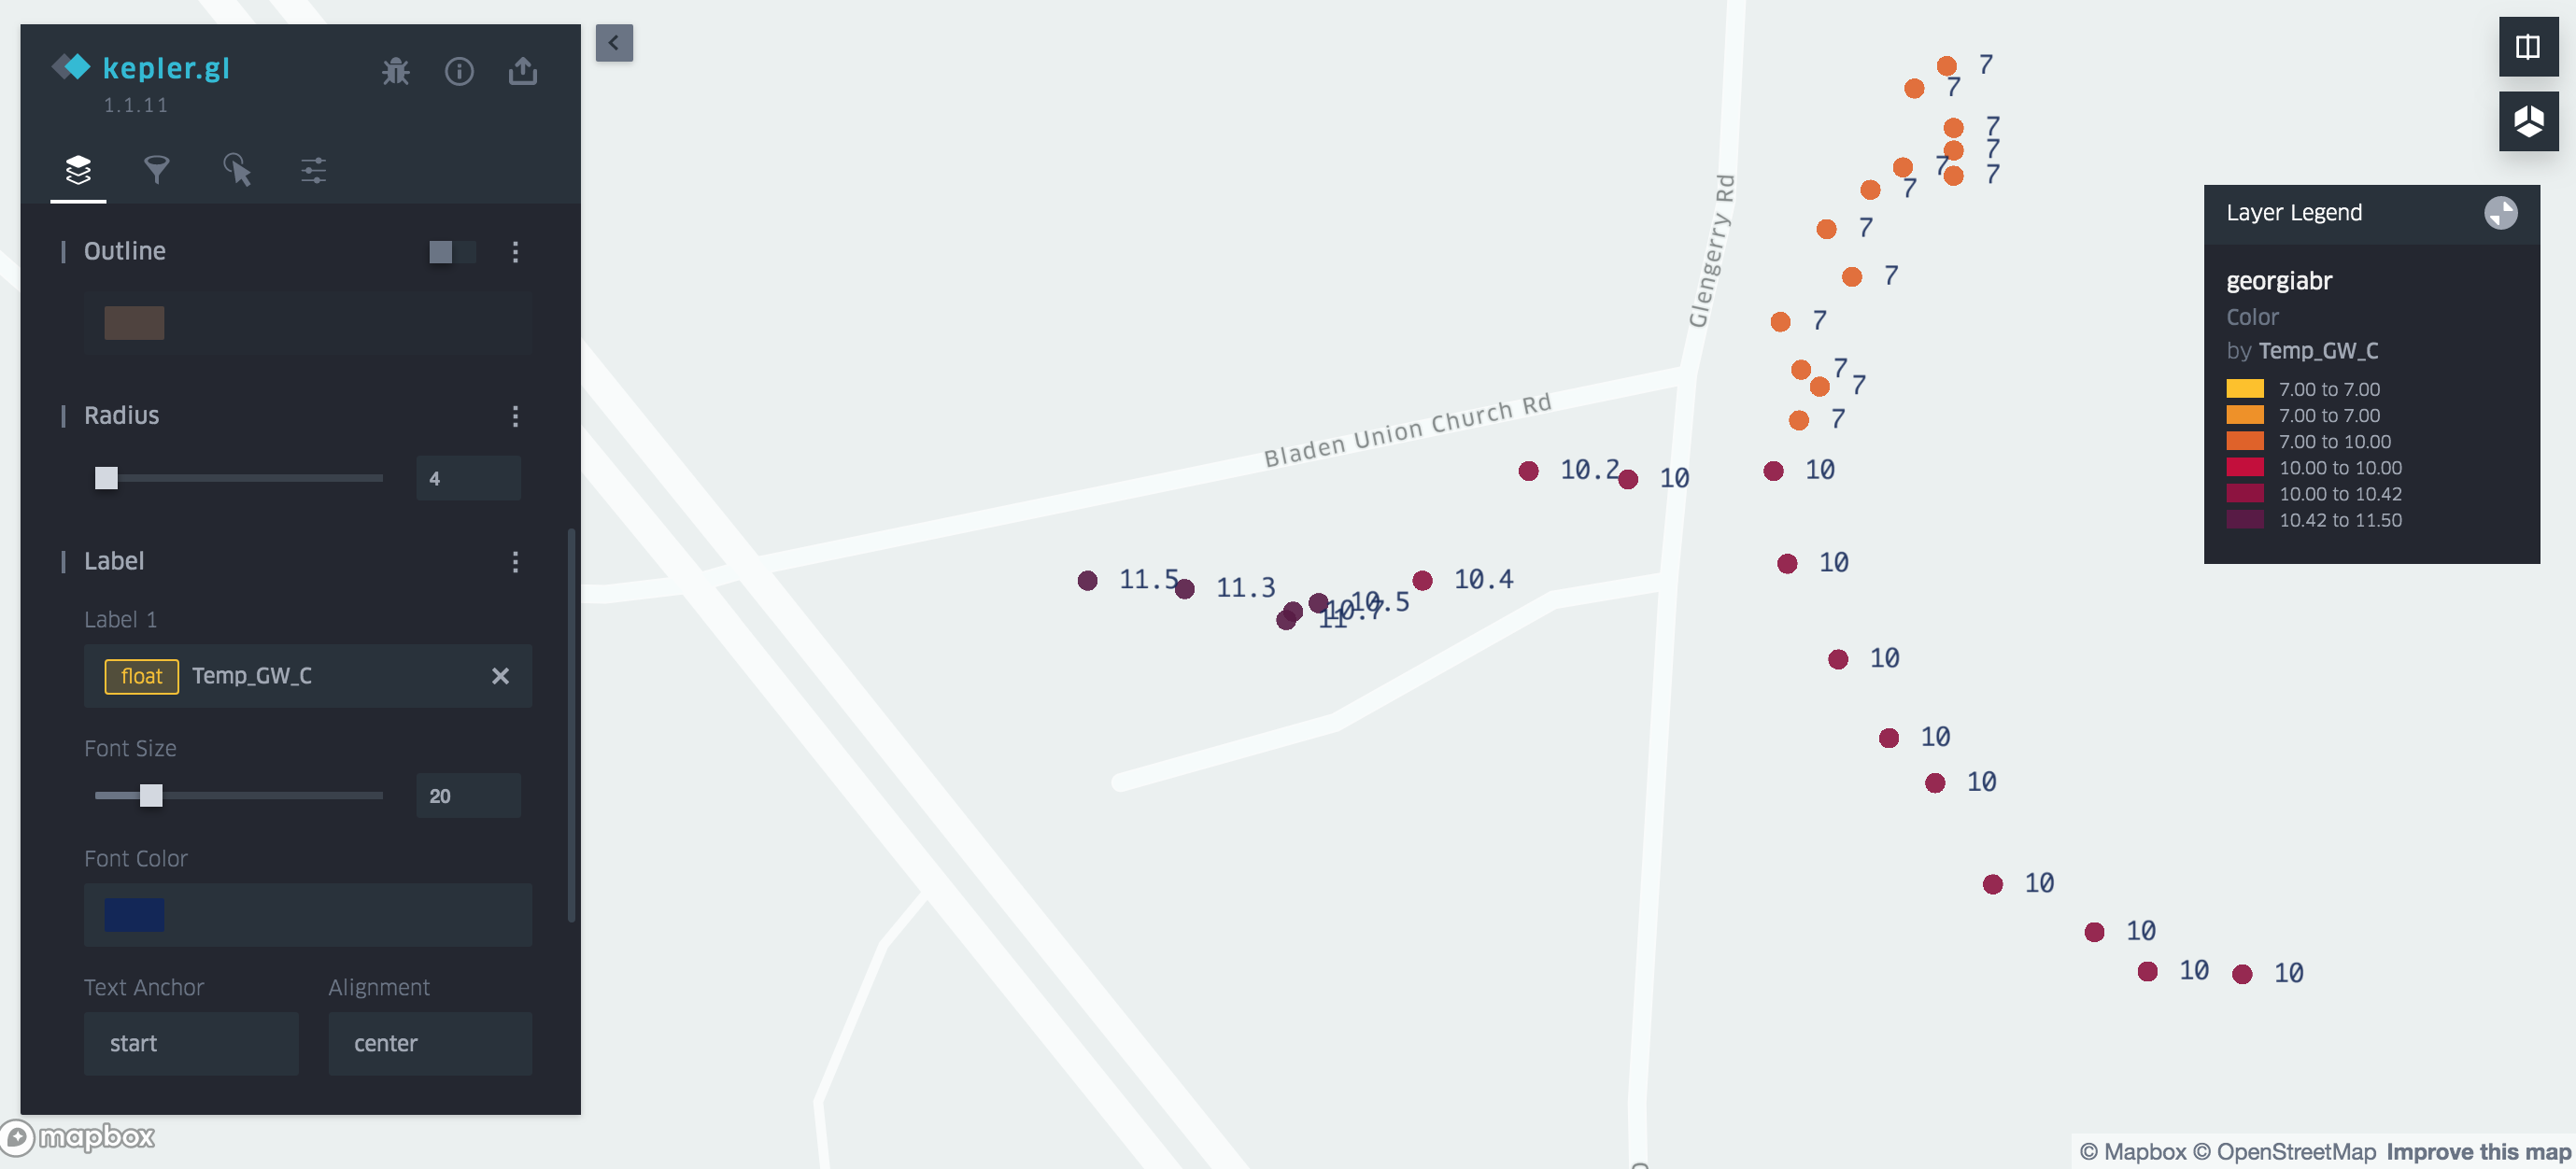 kepler.gl
1.1.11
Outline
Radius
4
Label
Label 1
float Temp_GW_C
Font Size
20
Font Color
Text Anchor Alignment
start center
mapbox
Glengerry Rd
Bladen Union Church Rd
7
7
7
7
7
7
7
7
7
7
7
7
7
10.2
10
10
11.5
11.3
10.5
10.7
11
10.4
10
10
10
10
10
10
10
10
Layer Legend
georgiabr
Color
by Temp_GW_C
7.00 to 7.00
7.00 to 7.00
7.00 to 10.00
10.00 to 10.00
10.00 to 10.42
10.42 to 11.50
© Mapbox © OpenStreetMap Improve this map